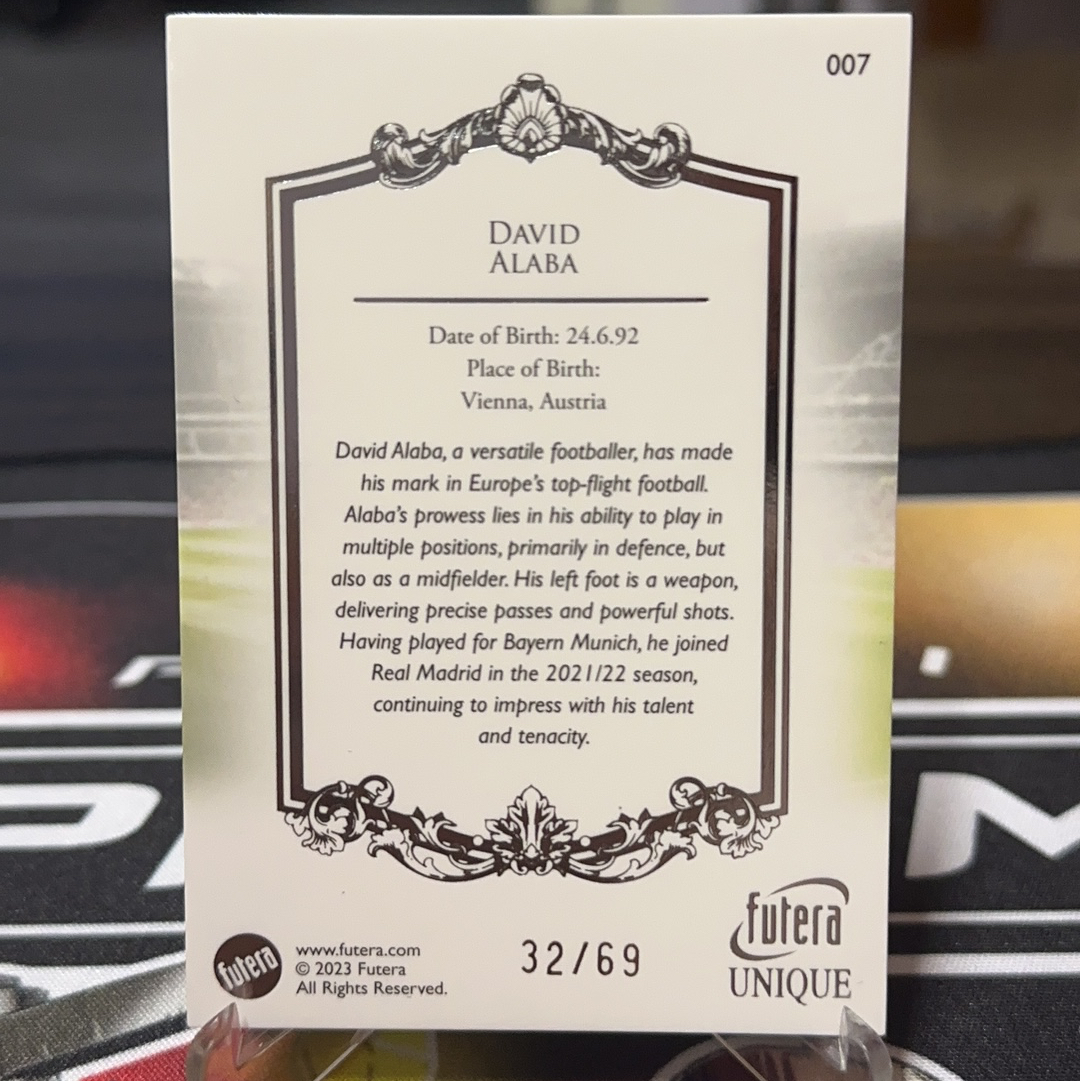 007
DAVID
ALABA
Date of Birth: 24.6.92
Place of Birth:
Vienna, Austria
David Alaba, a versatile footballer, has made
his mark in Europe's top-flight football.
Alaba's prowess lies in his ability to play in
multiple positions, primarily in defence, but
also as a midfielder. His left foot is a weapon,
delivering precise passes and powerful shots.
Having played for Bayern Munich, he joined
Real Madrid in the 2021/22 season,
continuing to impress with his talent
and tenacity.
futera
www.futera.com
© 2023 Futera
All Rights Reserved.
32/69
futera
UNIQUE